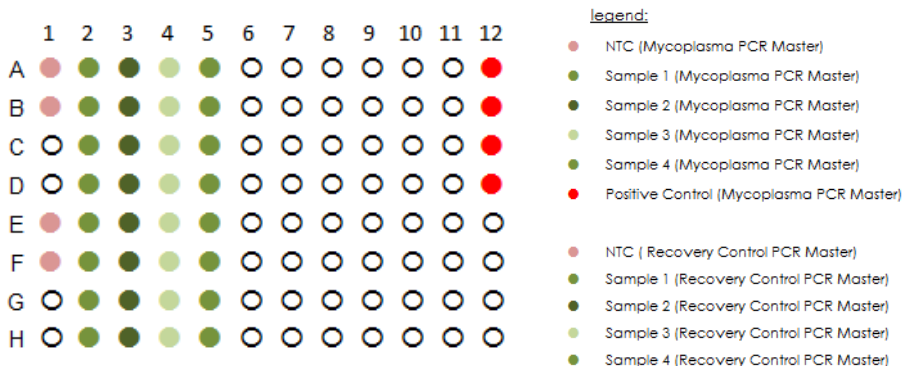 legend:
1 2 3 4 5 6 7 8 9 10 11 12
A
B
C
D
E
F
G
H
NTC (Mycoplasma PCR Master)
Sample 1 (Mycoplasma PCR Master)
Sample 2 (Mycoplasma PCR Master)
Sample 3 (Mycoplasma PCR Master)
Sample 4 (Mycoplasma PCR Master)
Positive Control (Mycoplasma PCR Master)
NTC ( Recovery Control PCR Master)
Sample 1 (Recovery Control PCR Master)
Sample 2 (Recovery Control PCR Master)
Sample 3 (Recovery Control PCR Master)
Sample 4 (Recovery Control PCR Master)